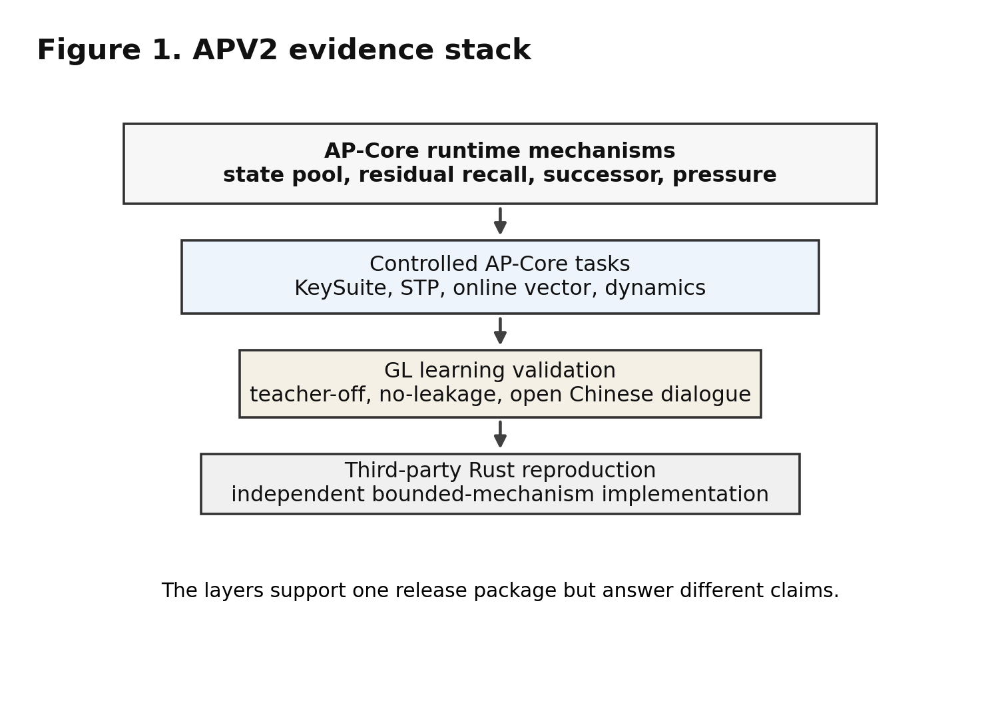 Figure 1. APV2 evidence stack
AP-Core runtime mechanisms
state pool, residual recall, successor, pressure
Controlled AP-Core tasks
KeySuite, STP, online vector, dynamics
GL learning validation
teacher-off, no-leakage, open Chinese dialogue
Third-party Rust reproduction
independent bounded-mechanism implementation
The layers support one release package but answer different claims.